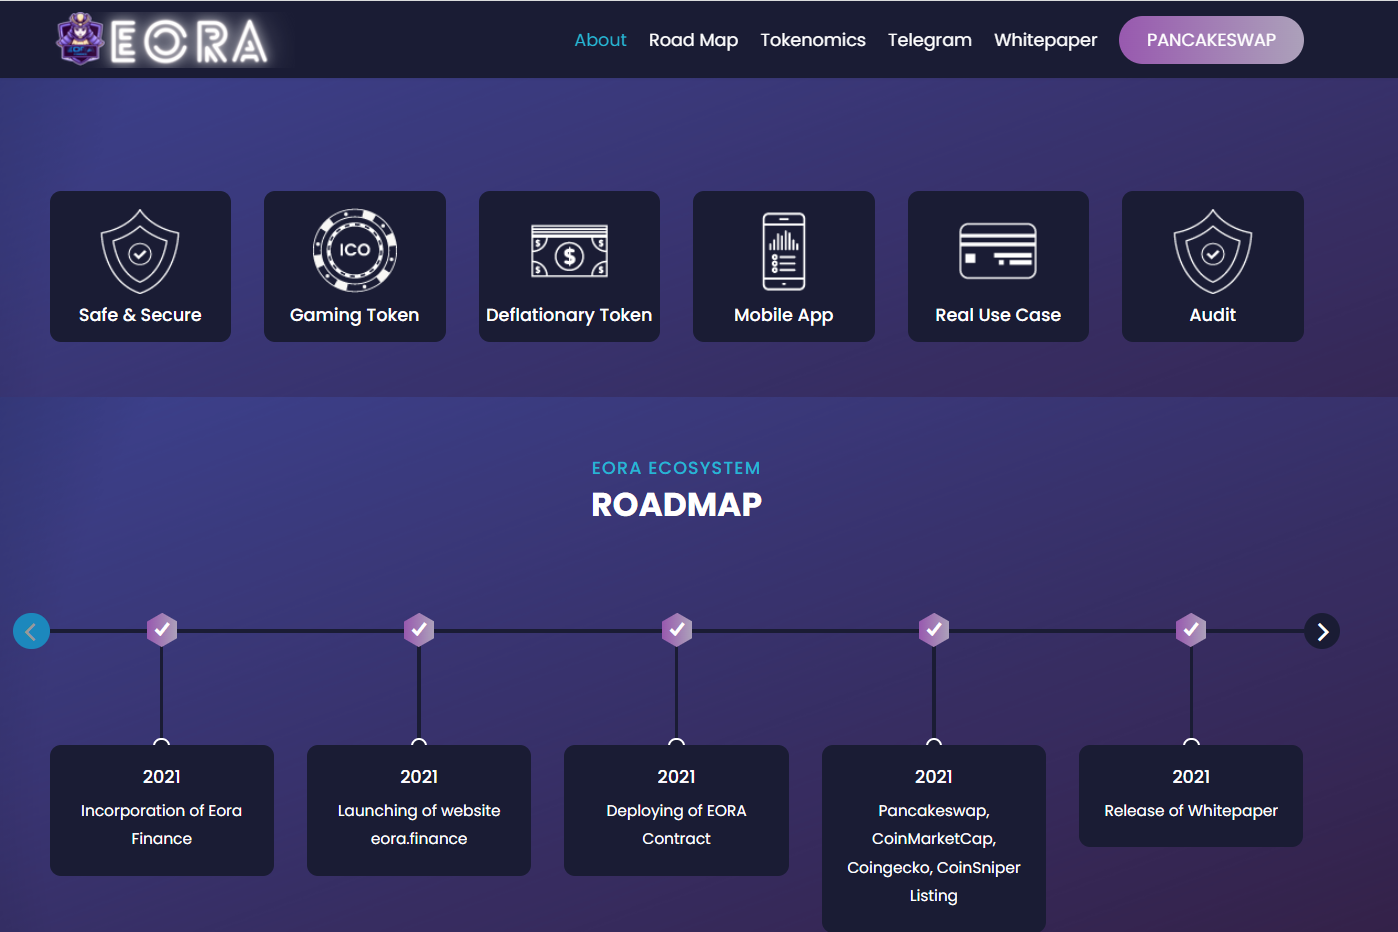 EORA
About Road Map Tokenomics Telegram Whitepaper PANCAKESWAP
ICO
$ $ $ $ $
Safe & Secure
Gaming Token
Deflationary Token
Mobile App
Real Use Case
Audit
EORA ECOSYSTEM
ROADMAP
2021
Incorporation of Eora
Finance
2021
Launching of website
eora.finance
2021
Deploying of EORA
Contract
2021
Pancakeswap,
CoinMarketCap,
Coingecko, CoinSniper
Listing
2021
Release of Whitepaper